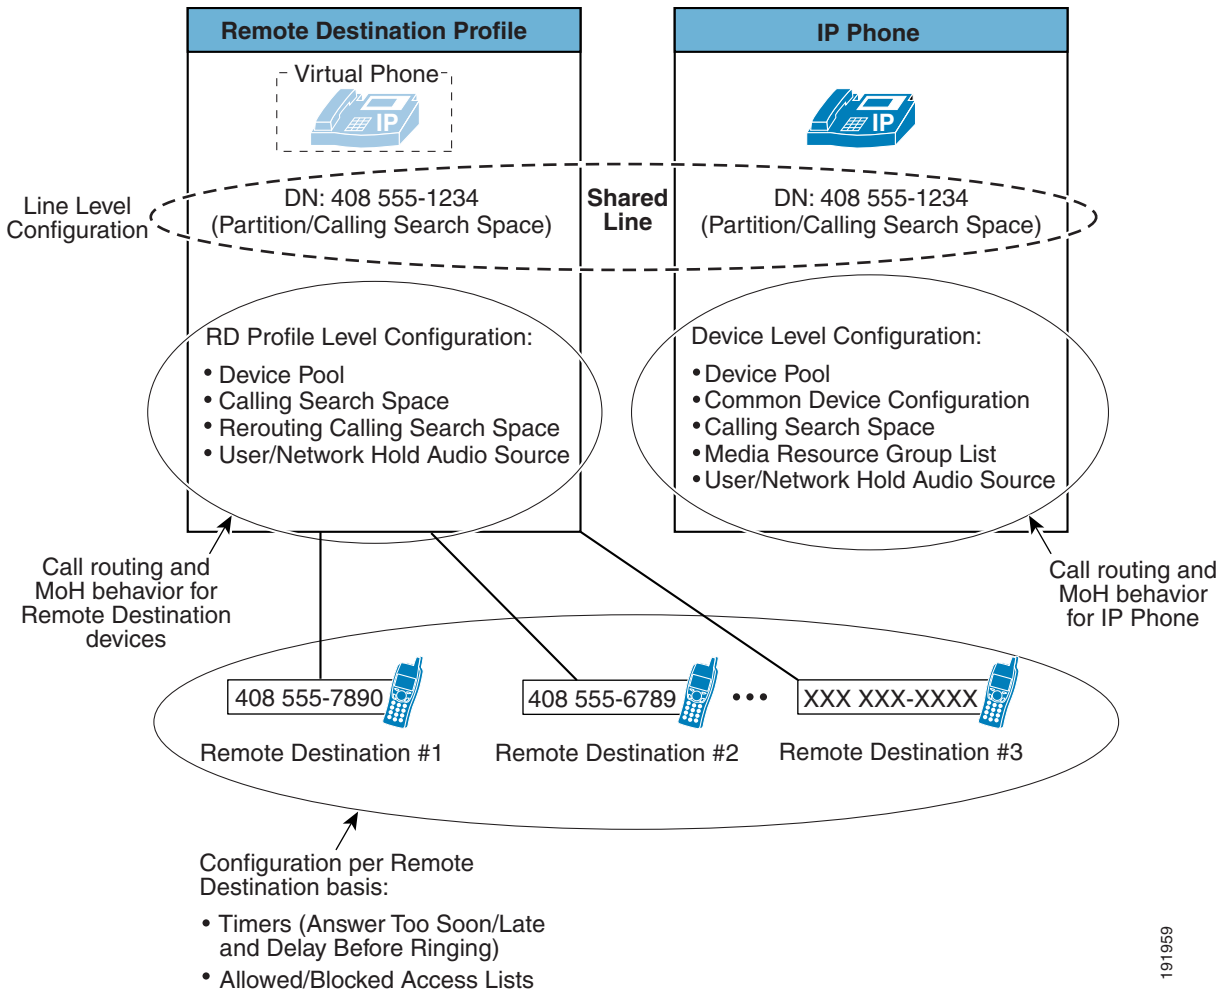 Remote Destination Profile
IP Phone
Virtual Phone
IP
IP
Line Level
Configuration
DN: 408 555-1234
(Partition/Calling Search Space)
Shared
Line
DN: 408 555-1234
(Partition/Calling Search Space)
RD Profile Level Configuration:
• Device Pool
• Calling Search Space
• Rerouting Calling Search Space
• User/Network Hold Audio Source
Device Level Configuration:
• Device Pool
• Common Device Configuration
• Calling Search Space
• Media Resource Group List
• User/Network Hold Audio Source
Call routing and
MoH behavior for
Remote Destination
devices
Call routing and
MoH behavior
for IP Phone
408 555-7890
408 555-6789
•••
XXX XXX-XXXX
Remote Destination #1
Remote Destination #2
Remote Destination #3
Configuration per Remote
Destination basis:
• Timers (Answer Too Soon/Late
and Delay Before Ringing)
• Allowed/Blocked Access Lists
191959